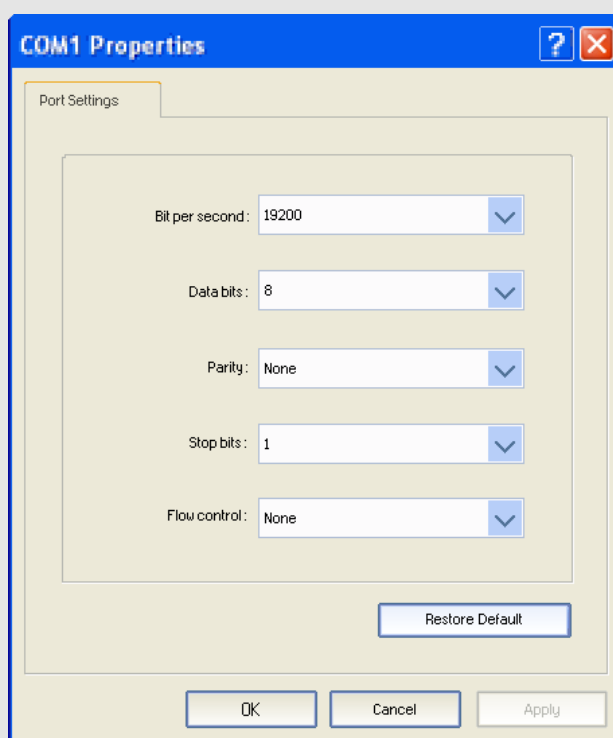 COM1 Properties
Port Settings
Bit per second: 19200
Data bits: 8
Parity: None
Stop bits: 1
Flow control: None
Restore Default
OK Cancel Apply